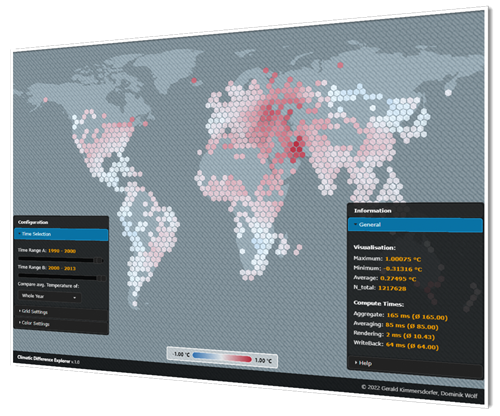 Configuration
Time Selection
Time Range A: 1990 - 2000
Time Range B: 2000 - 2013
Compare avg. Temperature of:
Whole Year
Grid Settings
Color Settings
Climatic Difference Explorer v.1.0
-1.00 °C
1.00 °C
Information
General
Visualisation:
Maximum: 1.00075 °C
Minimum: -0.31316 °C
Average: 0.27495 °C
N_total: 1217628
Compute Times:
Aggregate: 165 ms (Ø 165.00)
Averaging: 85 ms (Ø 85.00)
Rendering: 2 ms (Ø 10.43)
WriteBack: 64 ms (Ø 64.00)
Help
© 2022 Gerald Kimmersdorfer, Dominik Wolf